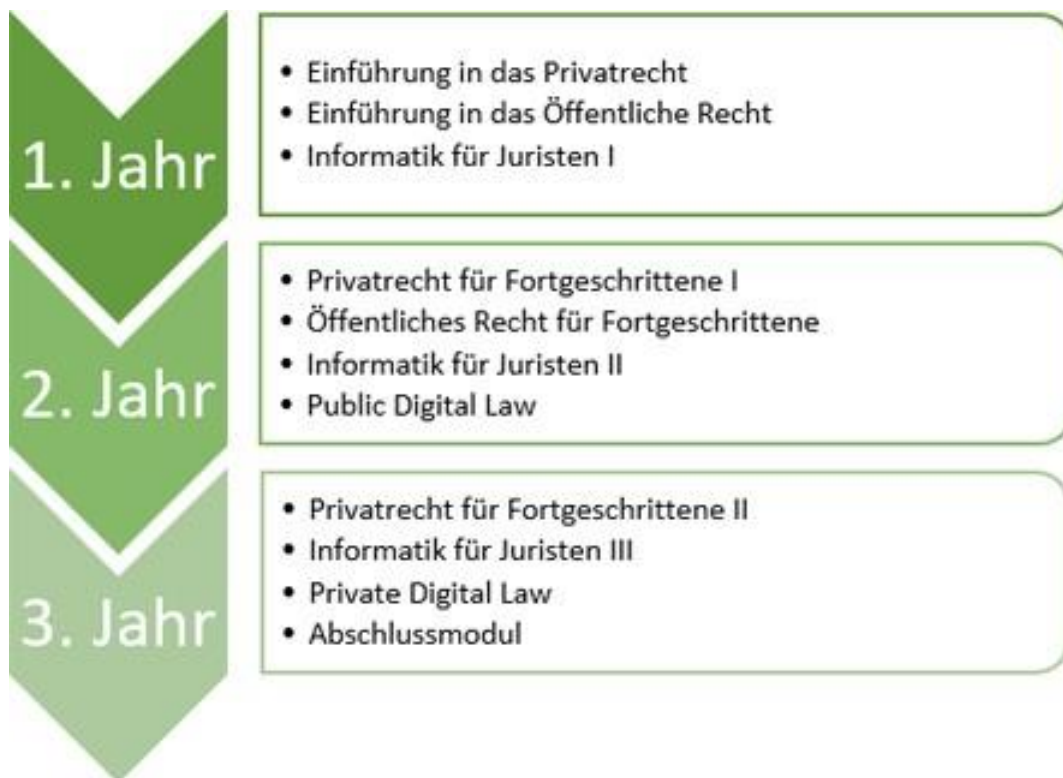 1. Jahr
• Einführung in das Privatrecht
• Einführung in das Öffentliche Recht
• Informatik für Juristen I
2. Jahr
• Privatrecht für Fortgeschrittene I
• Öffentliches Recht für Fortgeschrittene
• Informatik für Juristen II
• Public Digital Law
3. Jahr
• Privatrecht für Fortgeschrittene II
• Informatik für Juristen III
• Private Digital Law
• Abschlussmodul